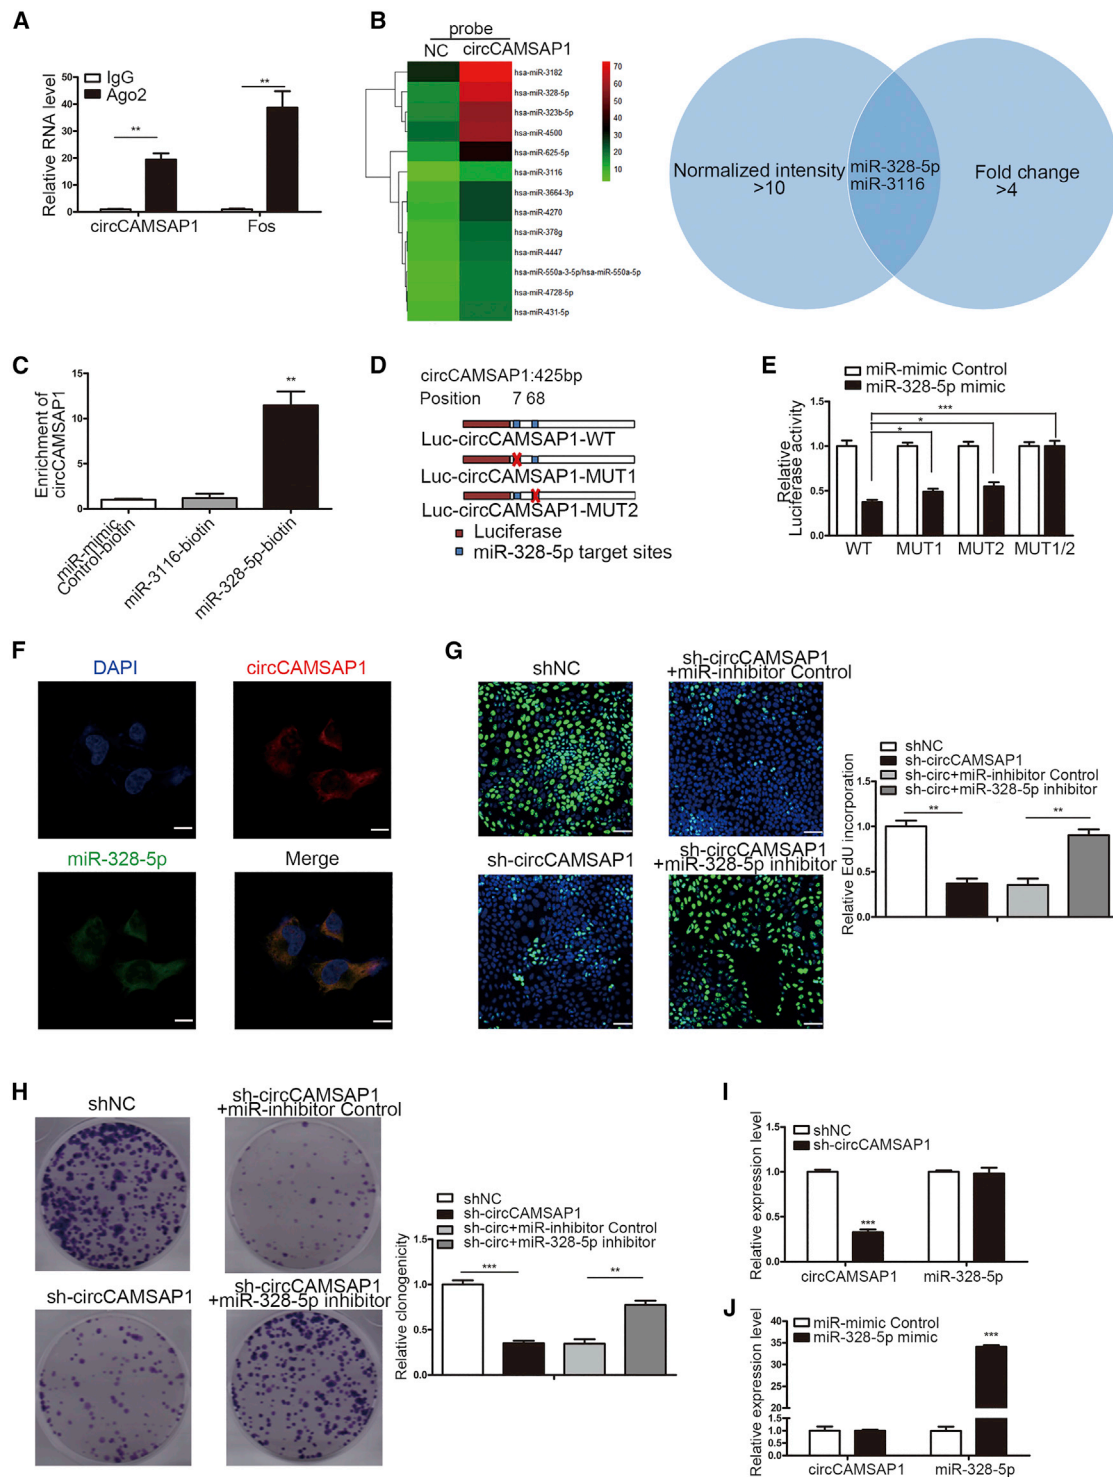 A
IgG
Ago2
Relative RNA level
50
40
30
20
10
0
**
**
circCAMSAP1
Fos
B
probe
NC circCAMSAP1
hsa-miR-3182
hsa-miR-328-5p
hsa-miR-323b-5p
hsa-miR-4500
hsa-miR-625-5p
hsa-miR-3116
hsa-miR-3664-3p
hsa-miR-4270
hsa-miR-378g
hsa-miR-4447
hsa-miR-550a-3-5p/hsa-miR-550a-5p
hsa-miR-4728-5p
hsa-miR-431-5p
70
60
50
40
30
20
10
Normalized intensity
>10
miR-328-5p
miR-3116
Fold change
>4
C
Enrichment of
circCAMSAP1
15
10
5
0
**
miR-mimic
Control-biotin
miR-3116-biotin
miR-328-5p-biotin
D
circCAMSAP1:425bp
Position 7 68
Luc-circCAMSAP1-WT
Luc-circCAMSAP1-MUT1
Luc-circCAMSAP1-MUT2
Luciferase
miR-328-5p target sites
E
miR-mimic Control
miR-328-5p mimic
Relative
Luciferase activity
1.5
1.0
0.5
0.0
***
*
*
WT MUT1 MUT2 MUT1/2
F
DAPI
circCAMSAP1
miR-328-5p
Merge
G
shNC
sh-circCAMSAP1
+miR-inhibitor Control
sh-circCAMSAP1
sh-circCAMSAP1
+miR-328-5p inhibitor
shNC
sh-circCAMSAP1
sh-circ+miR-inhibitor Control
sh-circ+miR-328-5p inhibitor
Relative EdU incorporation
1.5
1.0
0.5
0.0
**
**
H
shNC
sh-circCAMSAP1
+miR-inhibitor Control
sh-circCAMSAP1
sh-circCAMSAP1
+miR-328-5p inhibitor
shNC
sh-circCAMSAP1
sh-circ+miR-inhibitor Control
sh-circ+miR-328-5p inhibitor
Relative clonogenicity
1.5
1.0
0.5
0.0
***
**
I
shNC
sh-circCAMSAP1
Relative expression level
1.5
1.0
0.5
0.0
***
circCAMSAP1
miR-328-5p
J
miR-mimic Control
miR-328-5p mimic
Relative expression level
40
35
30
25
20
1.5
1.0
0.5
0.0
***
circCAMSAP1
miR-328-5p